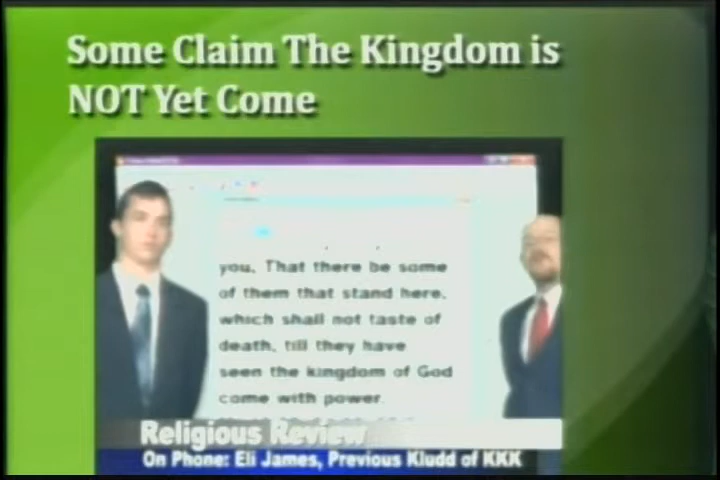 Some Claim The Kingdom is
NOT Yet Come
you, That there be some
of them that stand here,
which shall not taste of
death, till they have
seen the kingdom of God
come with power.
Religious Review
On Phone: Eli James, Previous Kludd of KKK